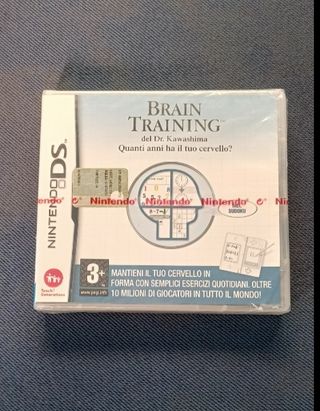 BRAIN
TRAINING™
del Dr. Kawashima
Quanti anni ha il tuo cervello?
NINTENDO DS™
Nintendo
Nintendo
Nintendo
Nintendo
SUDOKU
3+
www.pegi.info
Touch!
Generations
MANTIENI IL TUO CERVELLO IN
FORMA CON SEMPLICI ESERCIZI QUOTIDIANI. OLTRE
10 MILIONI DI GIOCATORI IN TUTTO IL MONDO!